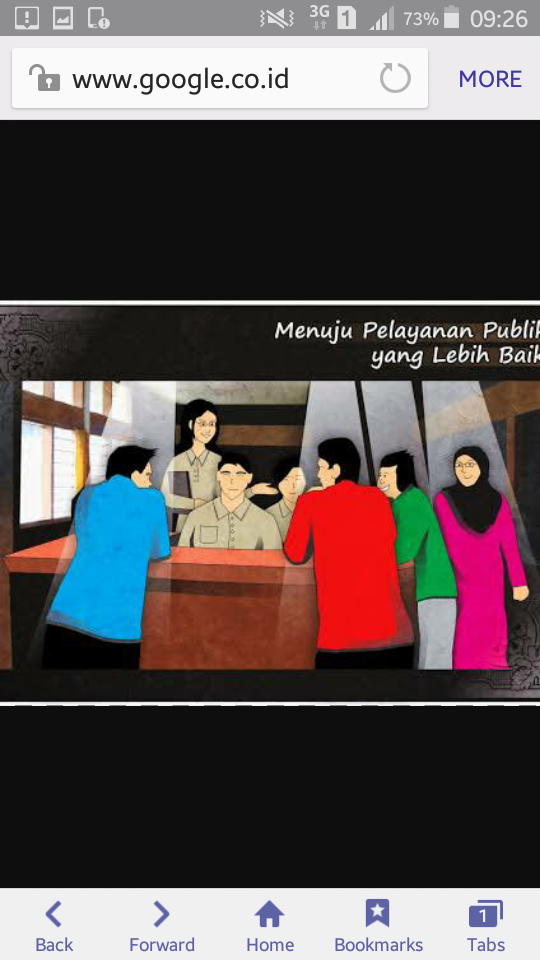 3G
1
73%
09:26
www.google.co.id
MORE
Menuju Pelayanan Publik
yang Lebih Baik
Back
Forward
Home
Bookmarks
1
Tabs